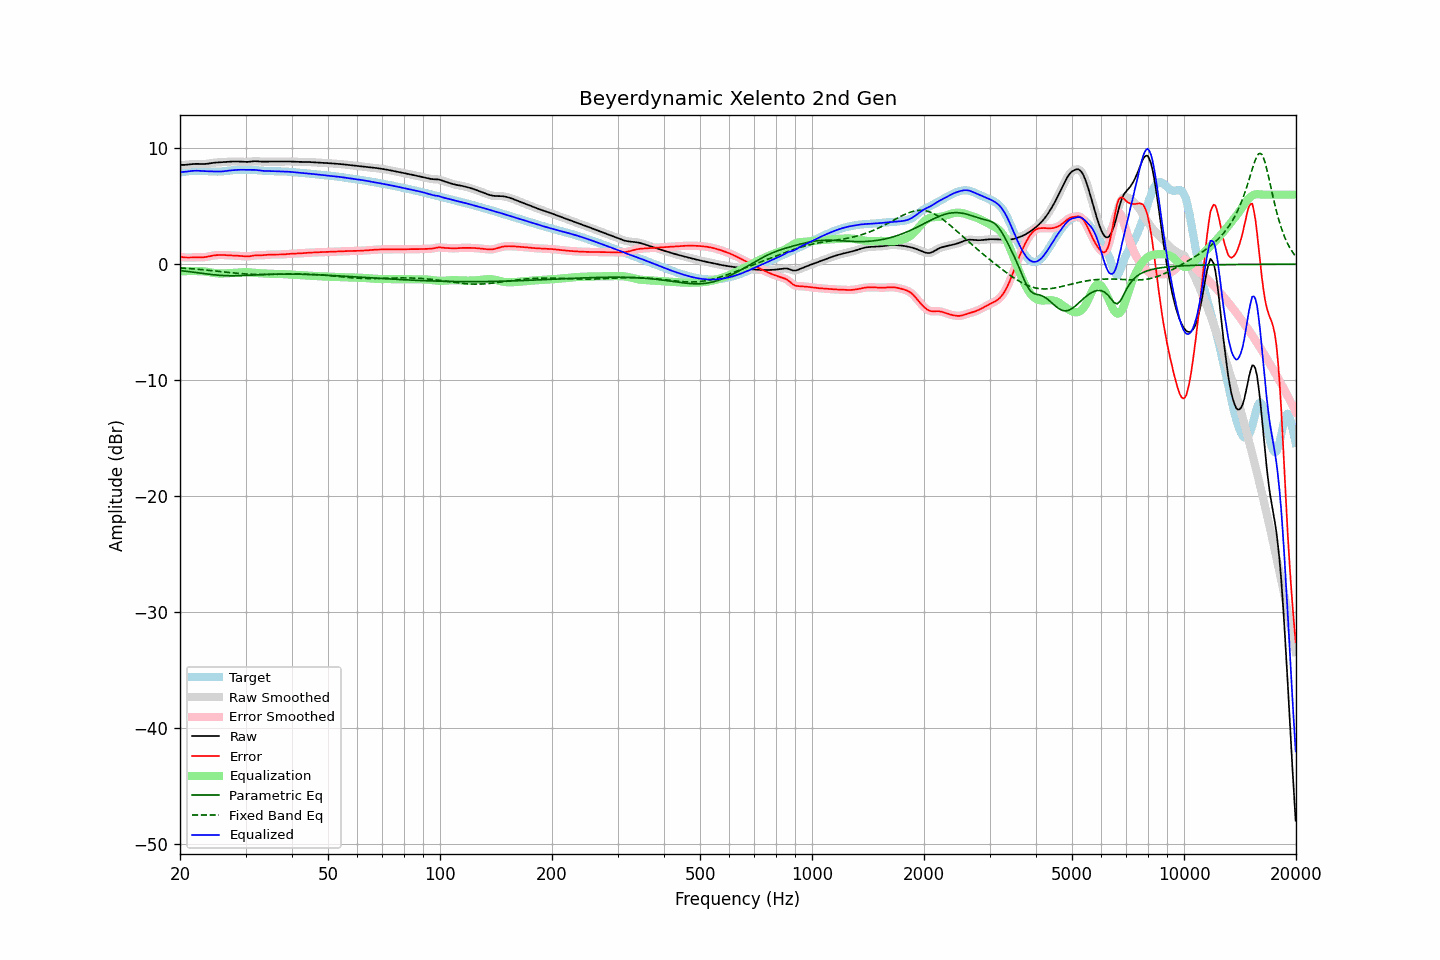 Beyerdynamic Xelento 2nd Gen
10
0
−10
−20
−30
−40
−50
Amplitude (dBr)
Target
Raw Smoothed
Error Smoothed
Raw
Error
Equalization
Parametric Eq
Fixed Band Eq
Equalized
20
50
100
200
500
1000
2000
5000
10000
20000
Frequency (Hz)